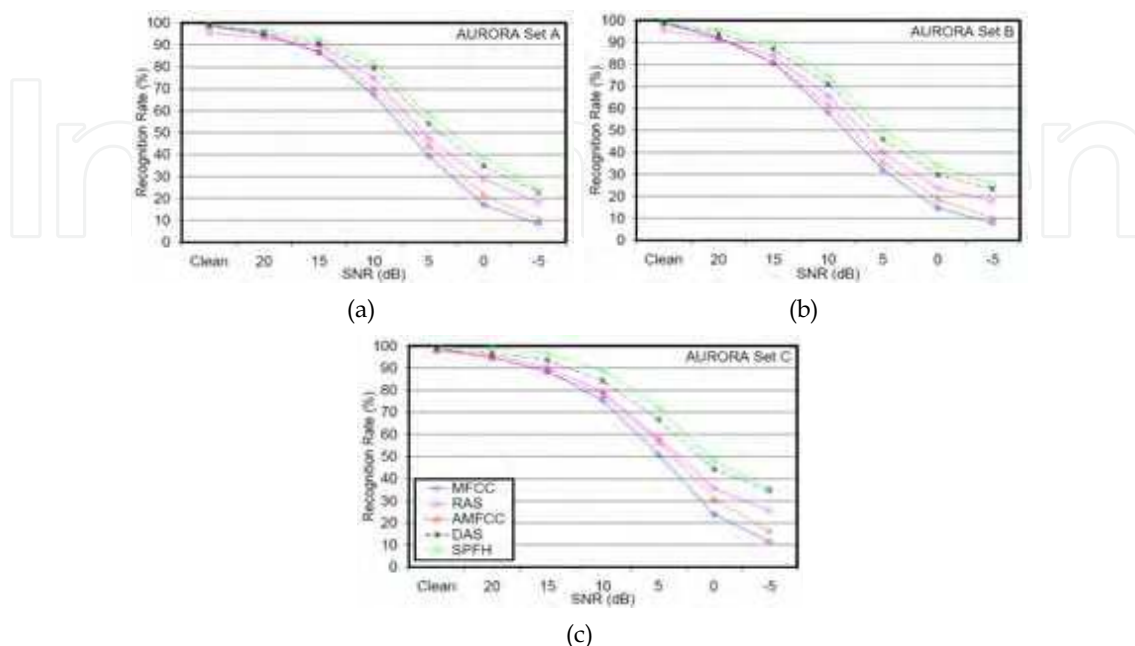 AURORA Set A
Recognition Rate (%)
100
90
80
70
60
50
40
30
20
10
0
Clean 20 15 10 5 0 -5
SNR (dB)
(a)
AURORA Set B
Recognition Rate (%)
100
90
80
70
60
50
40
30
20
10
0
Clean 20 15 10 5 0 -5
SNR (dB)
(b)
AURORA Set C
Recognition Rate (%)
100
90
80
70
60
50
40
30
20
10
0
MFCC
RAS
AMFCC
DAS
SPFH
Clean 20 15 10 5 0 -5
SNR (dB)
(c)